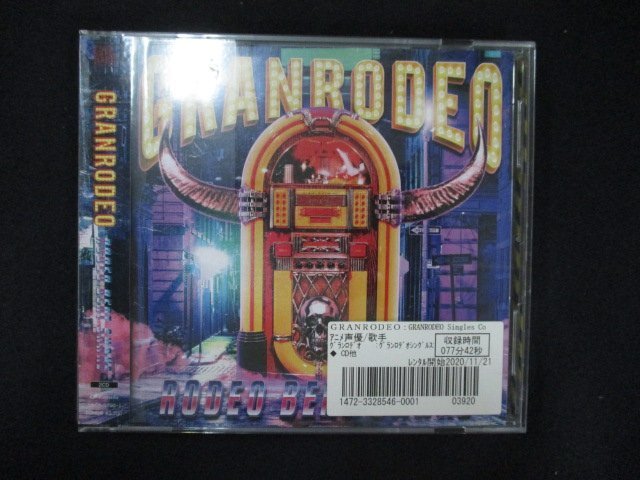 GRANRODEO
GRANRODEO
2CD
RODEO BE
GRANRODEO：GRANRODEO Singles Co
アニメ声優/歌手
ｸﾞﾗﾝﾛﾃﾞｵ ｸﾞﾗﾝﾛﾃﾞｵｼﾝｸﾞﾙｽﾞ
◆ CD他
収録時間
077分42秒
ﾚﾝﾀﾙ開始2020/11/21
1472-3328546-0001 03920